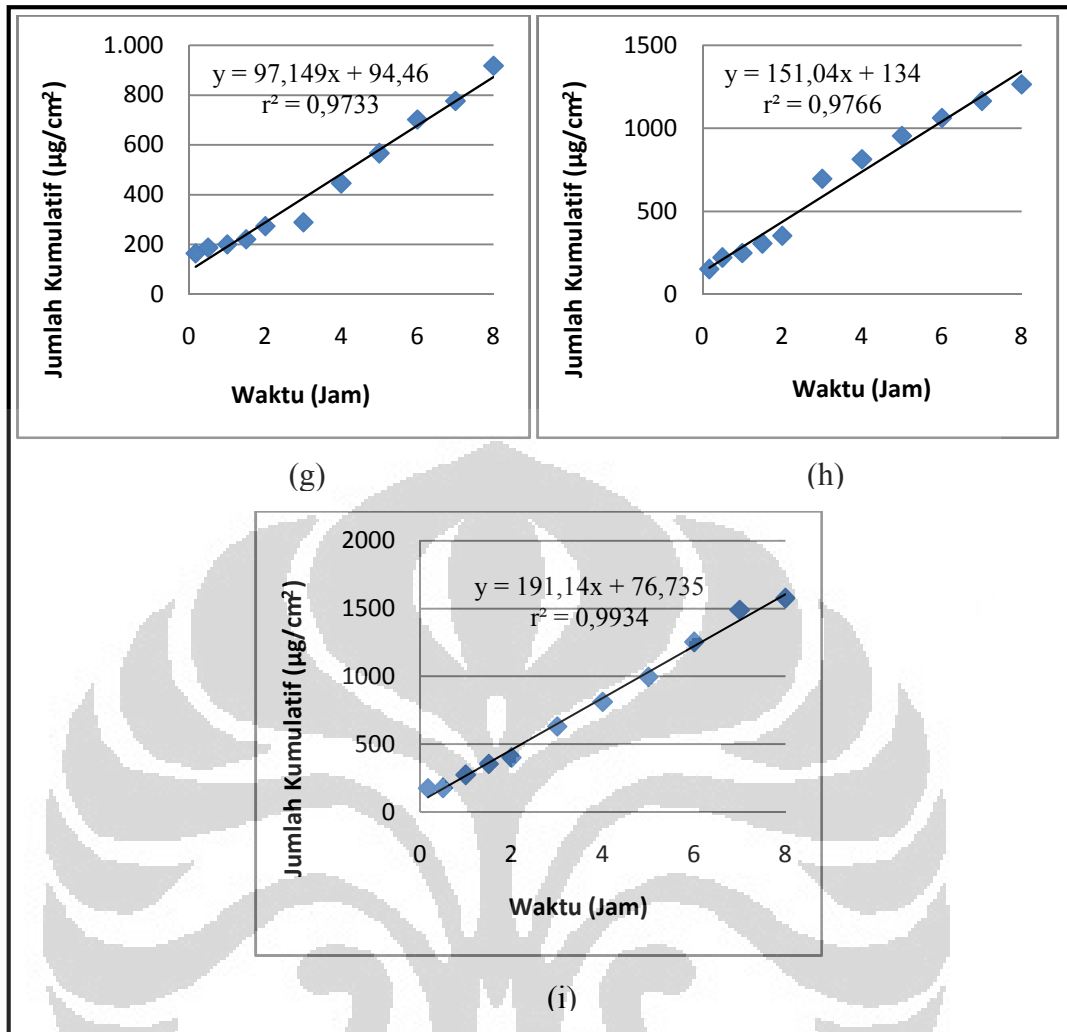 1.000
800
600
400
200
0
y = 97,149x + 94,46
r² = 0,9733
Jumlah Kumulatif (µg/cm²)
0 2 4 6 8
Waktu (Jam)
(g)
1500
1000
500
0
y = 151,04x + 134
r² = 0,9766
Jumlah Kumulatif (µg/cm²)
0 2 4 6 8
Waktu (Jam)
(h)
2000
1500
1000
500
0
y = 191,14x + 76,735
r² = 0,9934
Jumlah Kumulatif (µg/cm²)
0 2 4 6 8
Waktu (Jam)
(i)